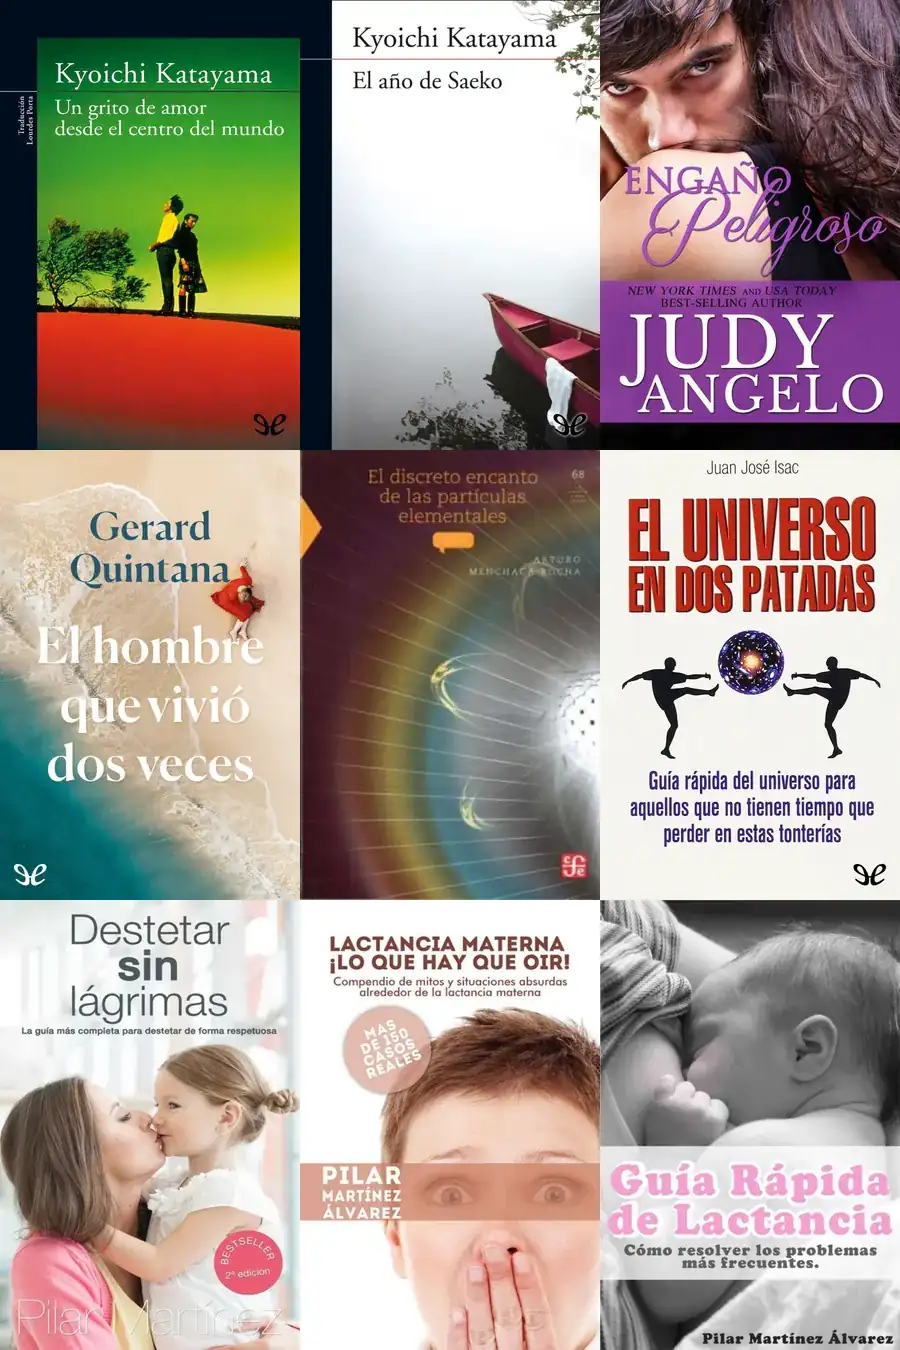 Kyoichi Katayama
Un grito de amor
desde el centro del mundo
Traducción
Lourdes Porta
Kyoichi Katayama
El año de Saeko
ENGAÑO
Peligroso
NEW YORK TIMES AND USA TODAY
BEST-SELLING AUTHOR
JUDY
ANGELO
Gerard
Quintana
El hombre
que vivió
dos veces
El discreto encanto
de las partículas
elementales
68
ARTURO
MENCHACA ROCHA
Juan José Isac
EL UNIVERSO
EN DOS PATADAS
Guía rápida del universo para
aquellos que no tienen tiempo que
perder en estas tonterías
Destetar
sin
lágrimas
La guía más completa para destetar de forma respetuosa
BESTSELLER
2ª edicion
Pilar Martínez
LACTANCIA MATERNA
¡LO QUE HAY QUE OIR!
Compendio de mitos y situaciones absurdas
alrededor de la lactancia materna
MAS
DE 150
CASOS
REALES
PILAR
MARTÍNEZ
ÁLVAREZ
Guía Rápida
de Lactancia
Cómo resolver los problemas
más frecuentes.
Pilar Martínez Álvarez